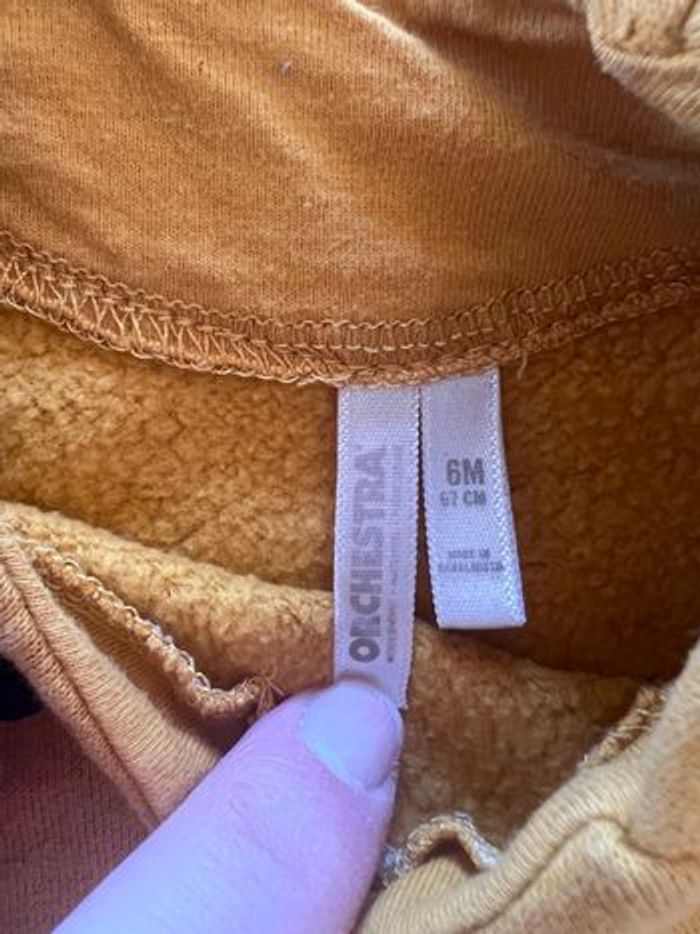 ORCHESTRA
6M
67 CM
MADE IN
BANGLADESH